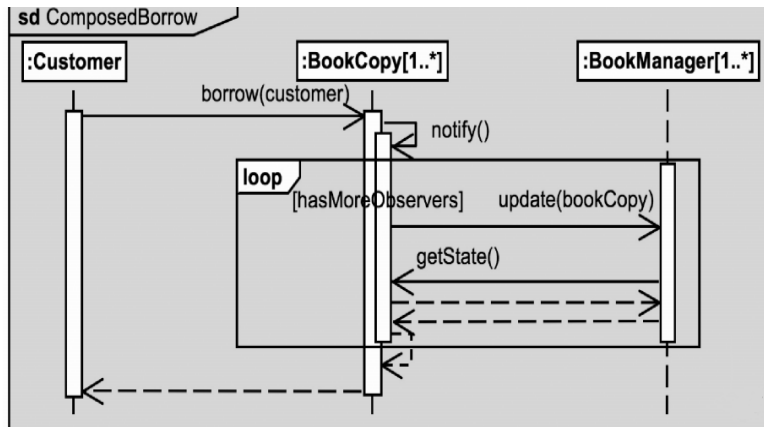 sd ComposedBorrow
:Customer
:BookCopy[1..*]
:BookManager[1..*]
borrow(customer)
notify()
loop
[hasMoreObservers]
update(bookCopy)
getState()